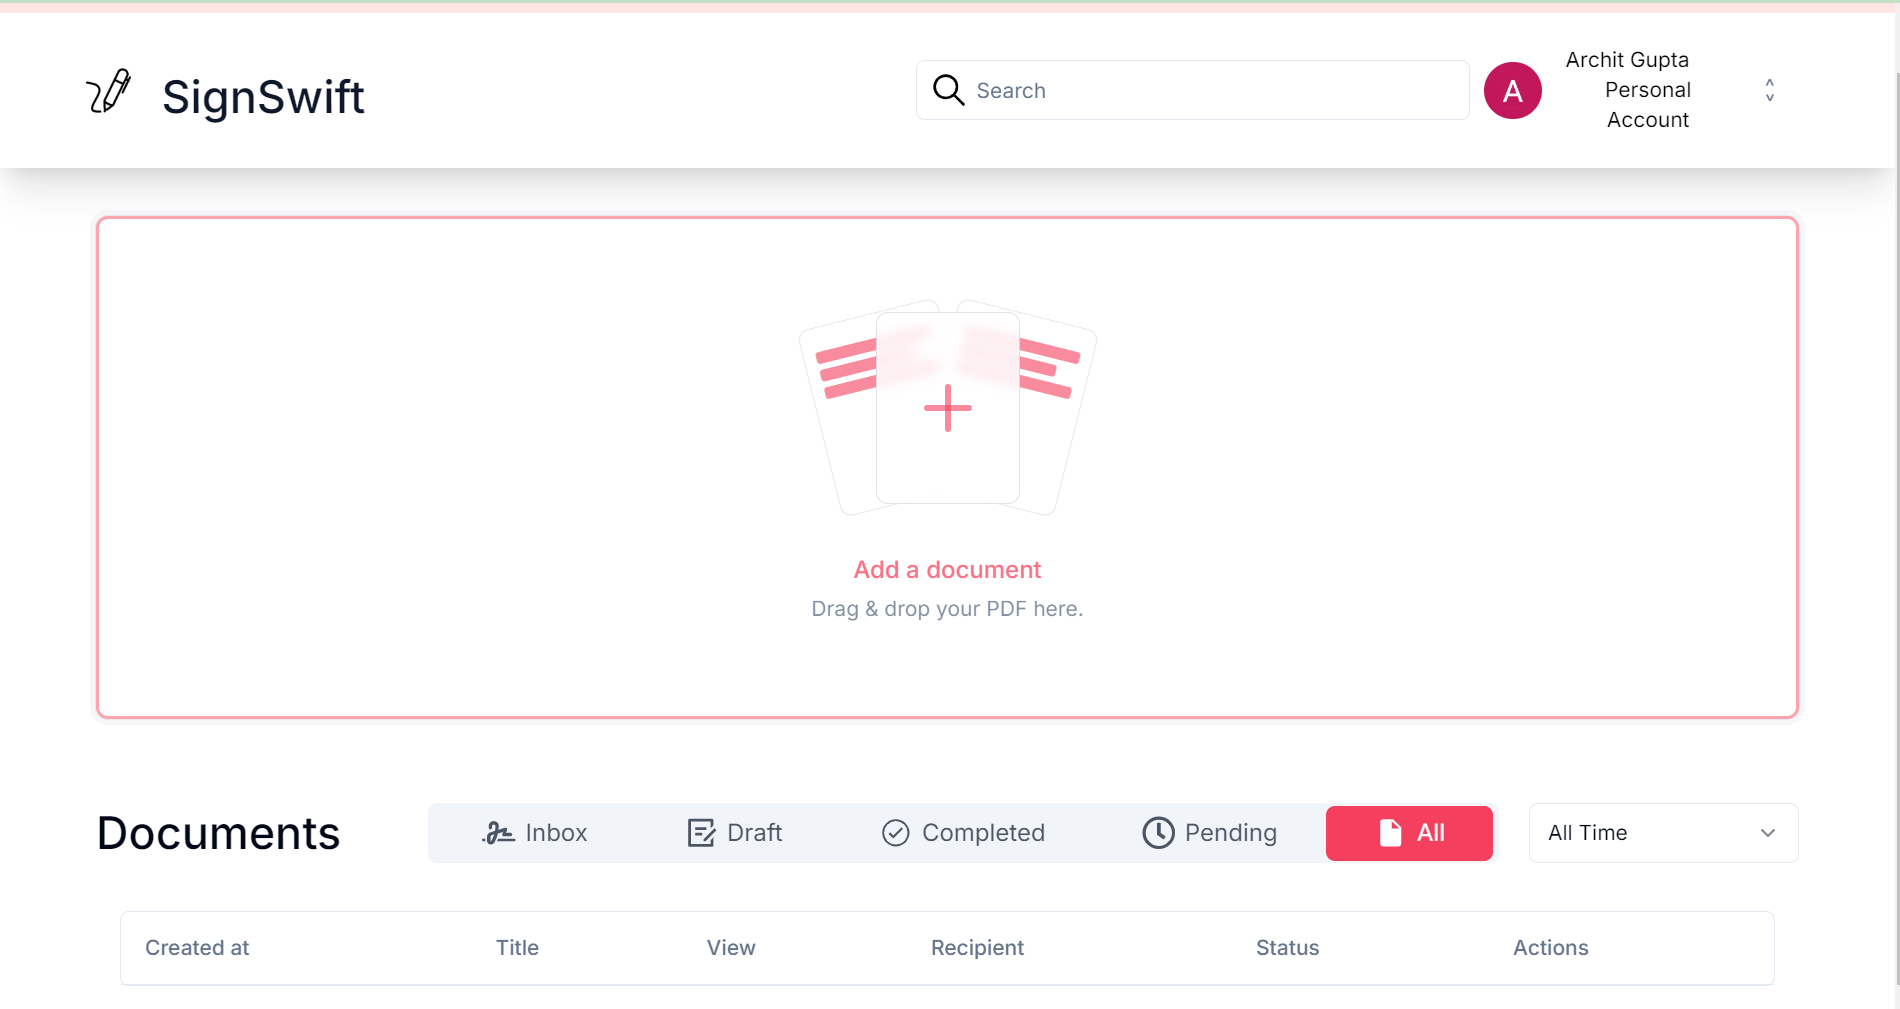 SignSwift
Search
A
Archit Gupta
Personal
Account
Add a document
Drag & drop your PDF here.
Documents
Inbox
Draft
Completed
Pending
All
All Time
Created at Title View Recipient Status Actions